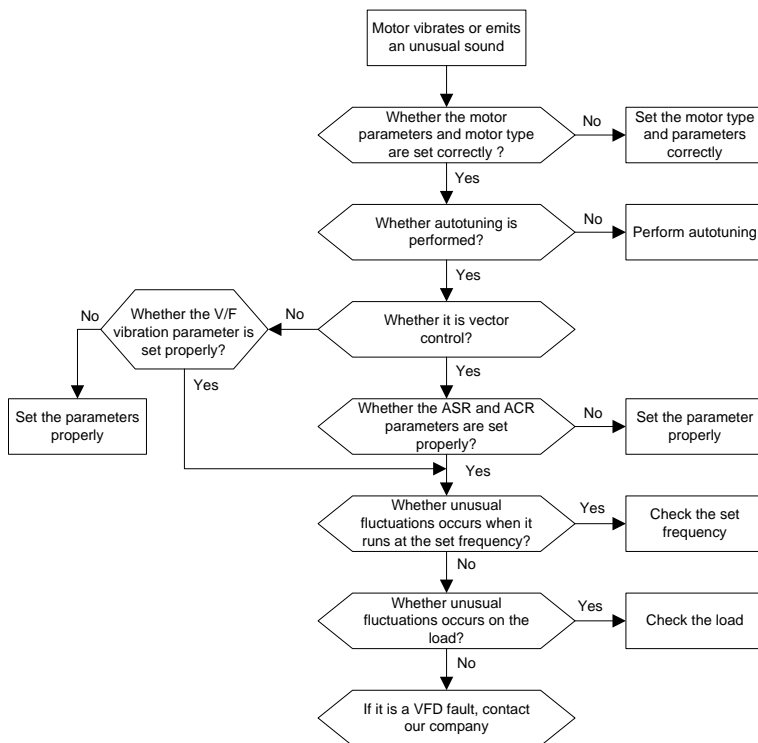 Motor vibrates or emits
an unusual sound
Whether the motor
parameters and motor type
are set correctly ?
No
Set the motor type
and parameters
correctly
Yes
Whether autotuning is
performed?
No
Perform autotuning
Yes
Whether it is vector
control?
No
Whether the V/F
vibration parameter is
set properly?
No
Set the parameters
properly
Yes
Yes
Whether the ASR and ACR
parameters are set
properly?
No
Set the parameter
properly
Yes
Whether unusual
fluctuations occurs when it
runs at the set frequency?
Yes
Check the set
frequency
No
Whether unusual
fluctuations occurs on the
load?
Yes
Check the load
No
If it is a VFD fault, contact
our company